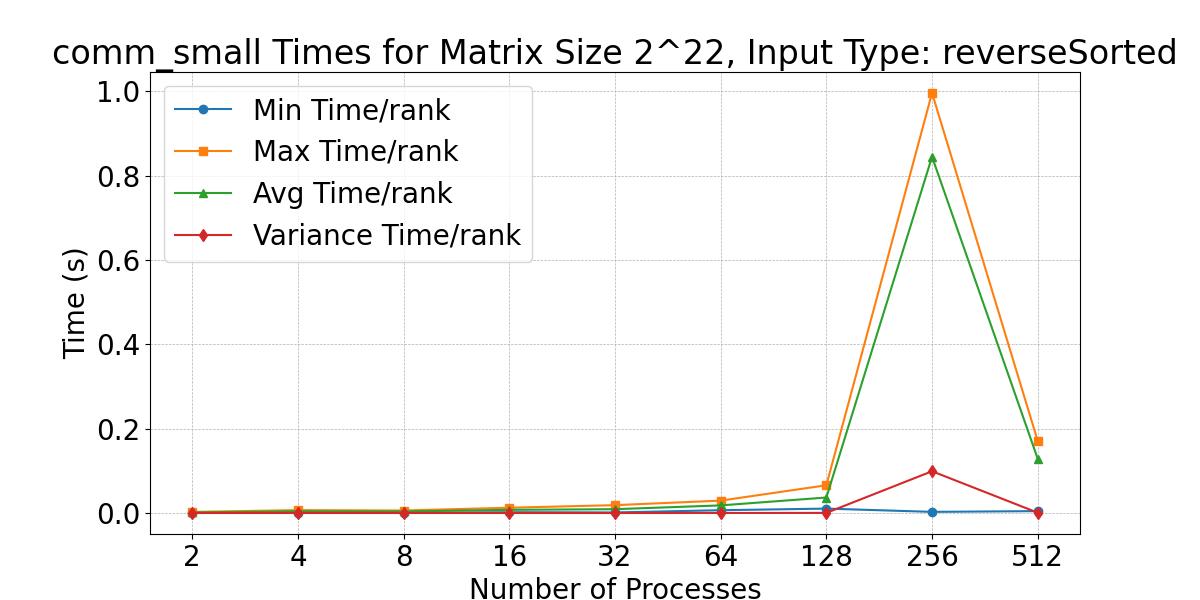 comm_small Times for Matrix Size 2^22, Input Type: reverseSorted
Min Time/rank
Max Time/rank
Avg Time/rank
Variance Time/rank
Time (s)
1.0
0.8
0.6
0.4
0.2
0.0
2 4 8 16 32 64 128 256 512
Number of Processes